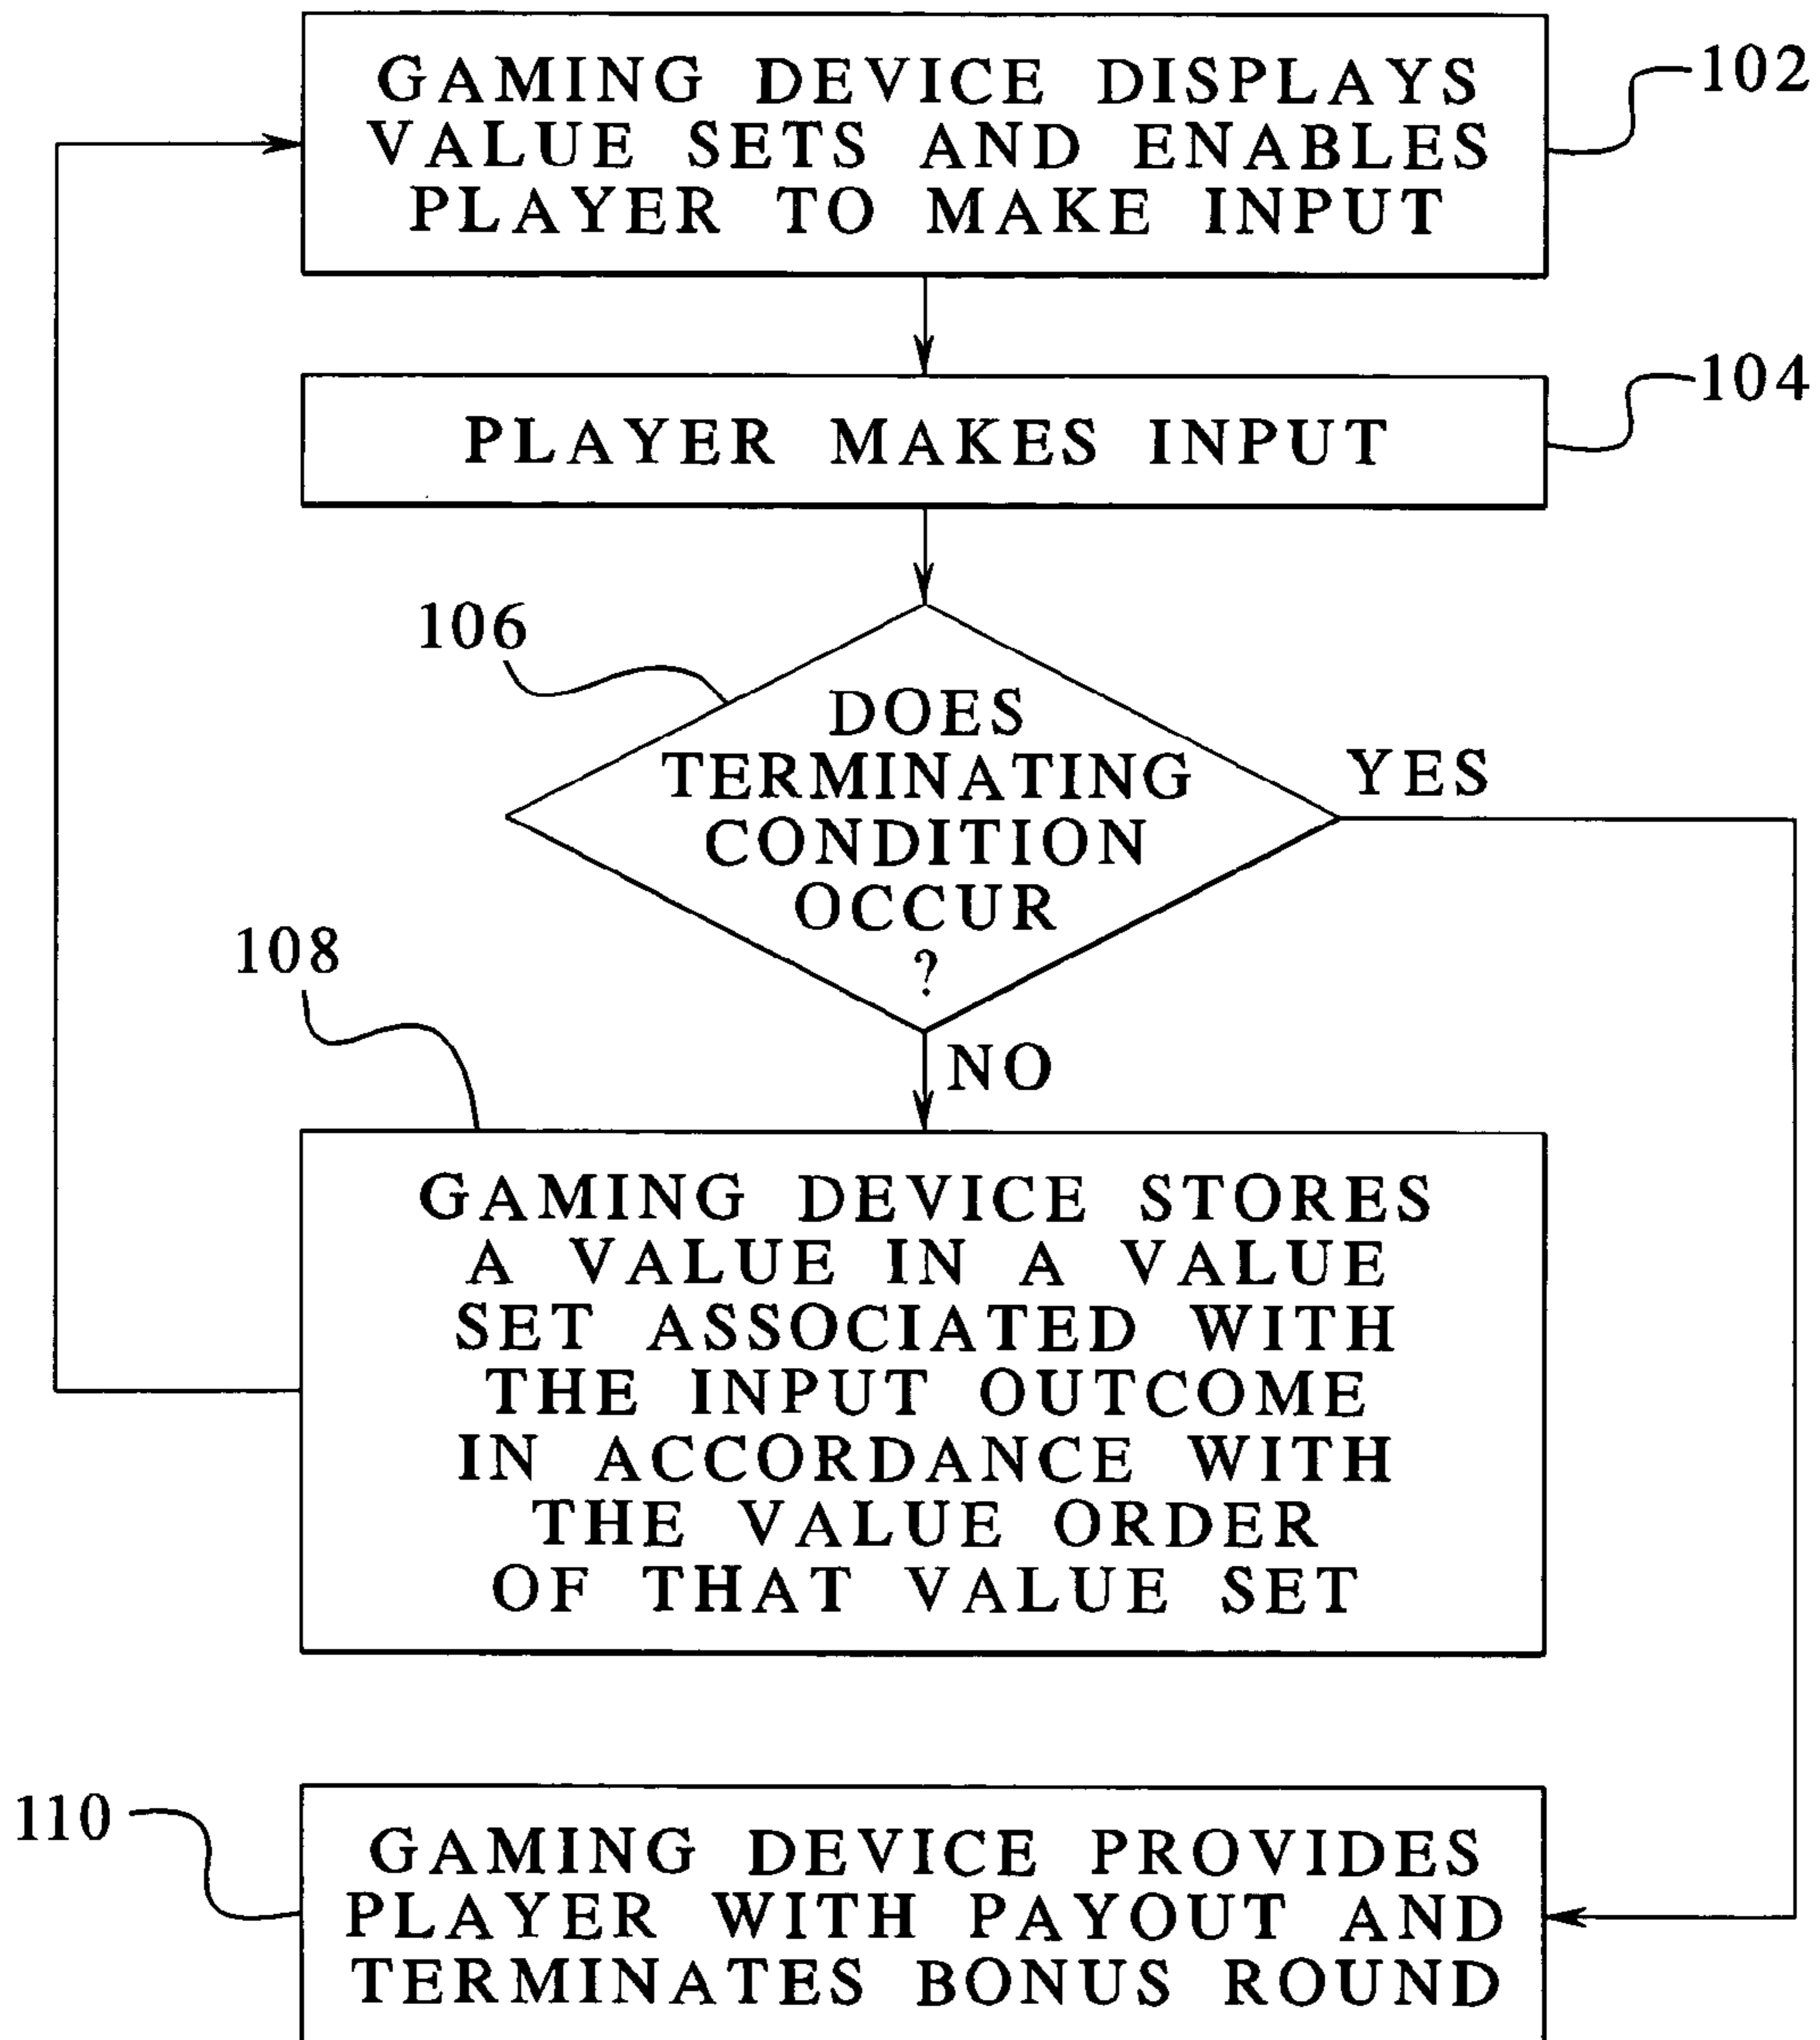 GAMING DEVICE DISPLAYS
VALUE SETS AND ENABLES
PLAYER TO MAKE INPUT
102
PLAYER MAKES INPUT
104
106
DOES
TERMINATING
CONDITION
OCCUR
?
YES
NO
108
GAMING DEVICE STORES
A VALUE IN A VALUE
SET ASSOCIATED WITH
THE INPUT OUTCOME
IN ACCORDANCE WITH
THE VALUE ORDER
OF THAT VALUE SET
110
GAMING DEVICE PROVIDES
PLAYER WITH PAYOUT AND
TERMINATES BONUS ROUND